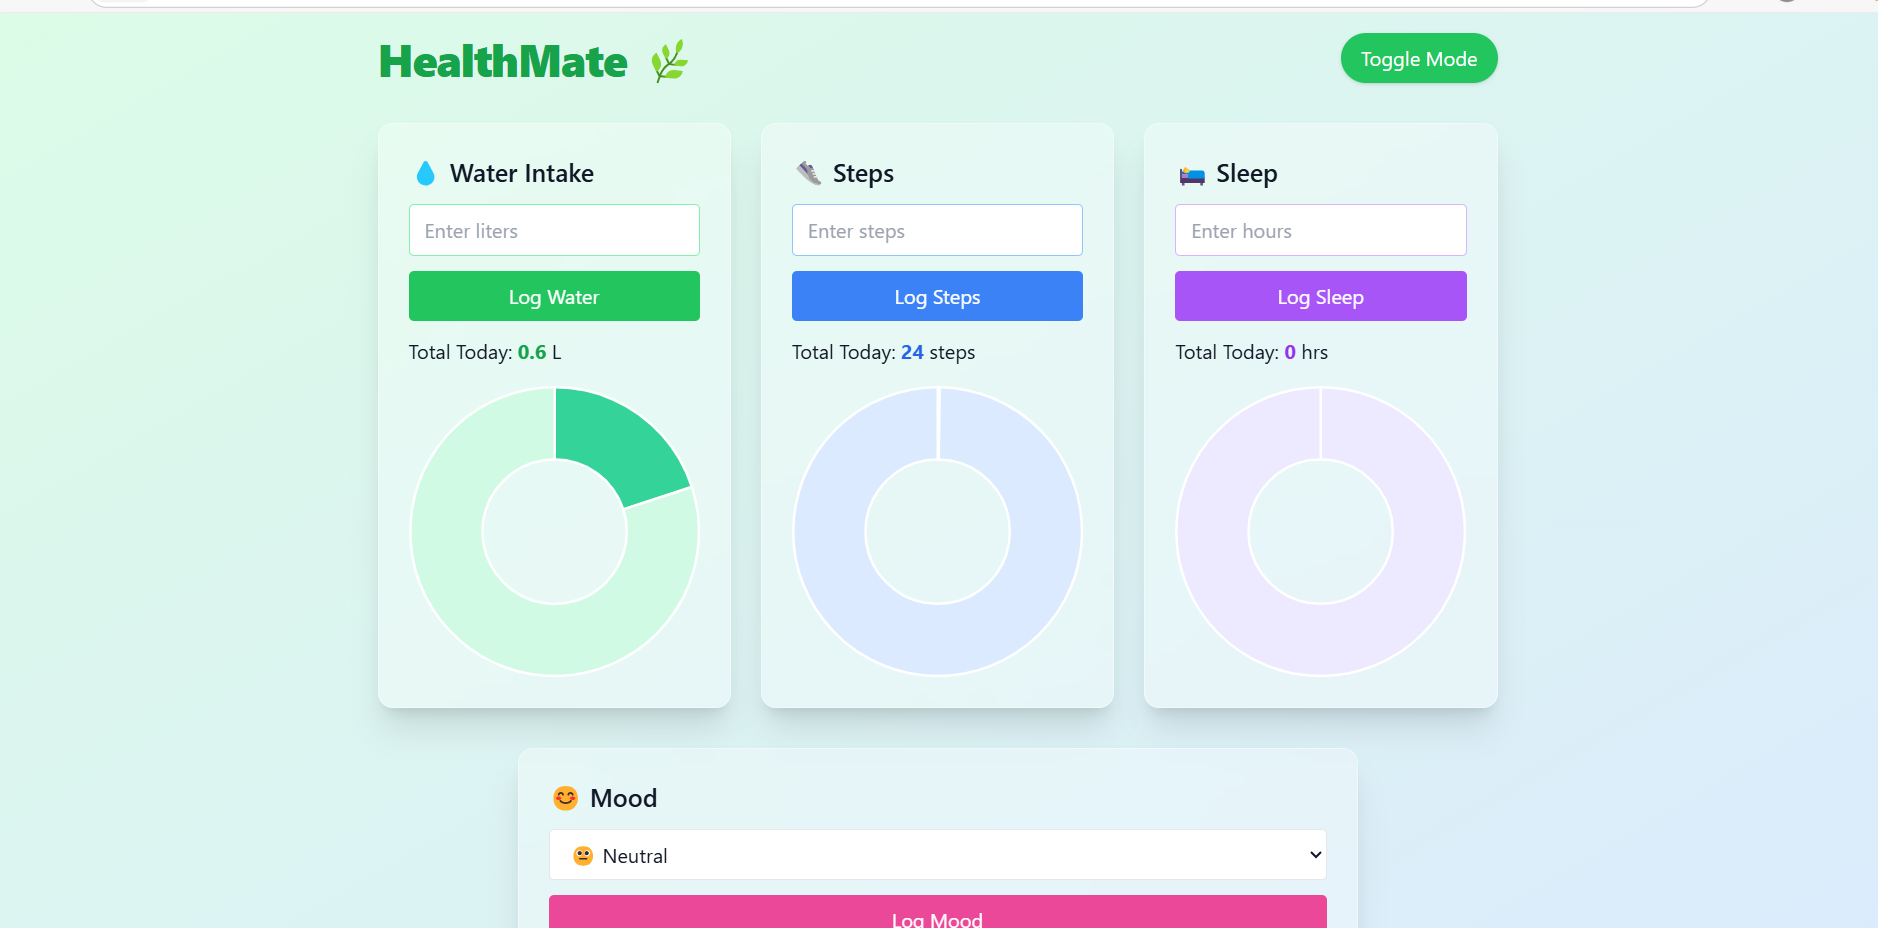 HealthMate 🌿
Toggle Mode
💧 Water Intake
Enter liters
Log Water
Total Today: 0.6 L
👟 Steps
Enter steps
Log Steps
Total Today: 24 steps
🛌 Sleep
Enter hours
Log Sleep
Total Today: 0 hrs
😊 Mood
😐 Neutral
Log Mood